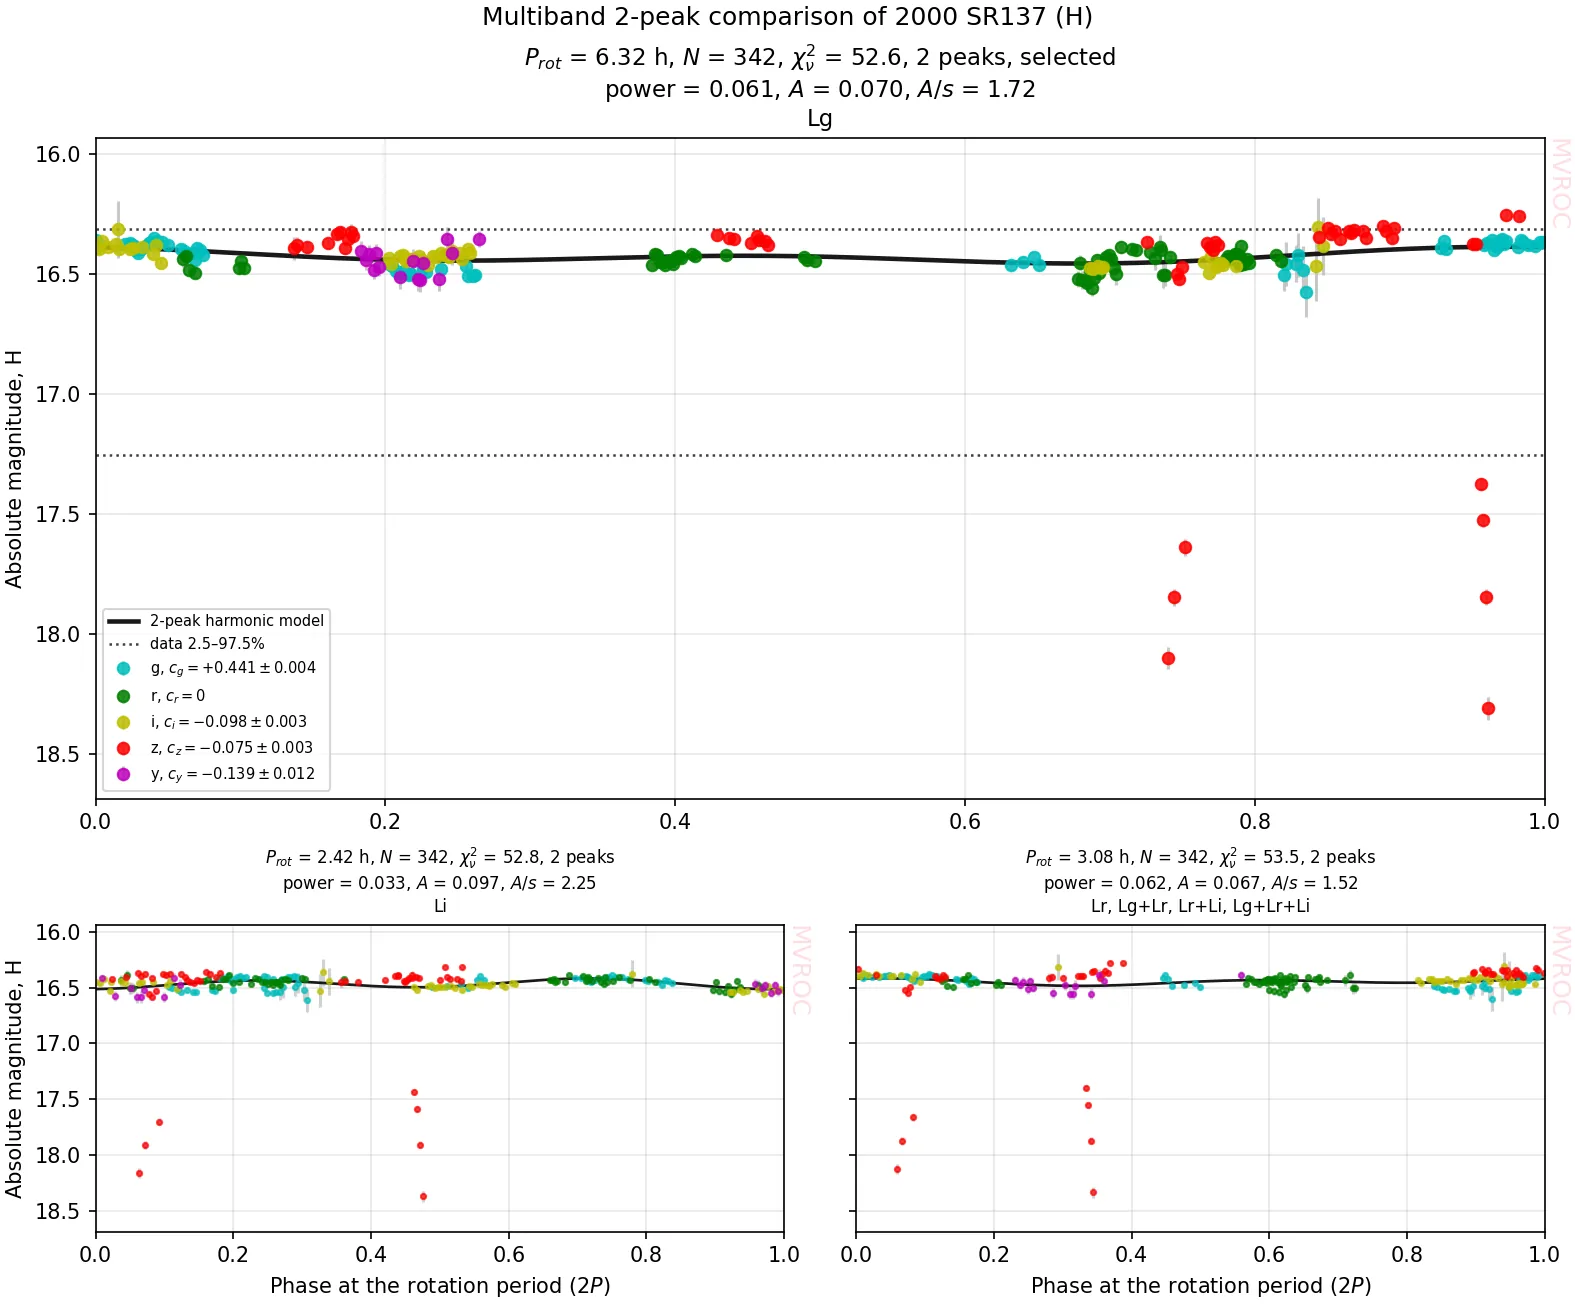 Multiband 2-peak comparison of 2000 SR137 (H)
P_rot = 6.32 h, N = 342, χ²_ν = 52.6, 2 peaks, selected
power = 0.061, A = 0.070, A/s = 1.72
Lg
MVROC
Absolute magnitude, H
16.0
16.5
17.0
17.5
18.0
18.5
2-peak harmonic model
data 2.5–97.5%
g, c_g = +0.441 ± 0.004
r, c_r = 0
i, c_i = −0.098 ± 0.003
z, c_z = −0.075 ± 0.003
y, c_y = −0.139 ± 0.012
0.0 0.2 0.4 0.6 0.8 1.0
P_rot = 2.42 h, N = 342, χ²_ν = 52.8, 2 peaks
power = 0.033, A = 0.097, A/s = 2.25
Li
MVROC
Absolute magnitude, H
16.0
16.5
17.0
17.5
18.0
18.5
0.0 0.2 0.4 0.6 0.8 1.0
Phase at the rotation period (2P)
P_rot = 3.08 h, N = 342, χ²_ν = 53.5, 2 peaks
power = 0.062, A = 0.067, A/s = 1.52
Lr, Lg+Lr, Lr+Li, Lg+Lr+Li
MVROC
0.0 0.2 0.4 0.6 0.8 1.0
Phase at the rotation period (2P)